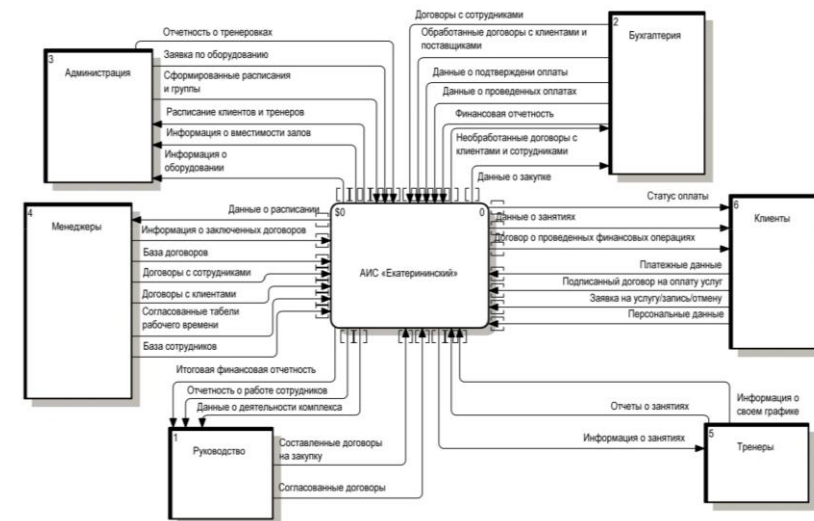 Отчетность о тренеровках
Заявка по оборудованию
Сформированные расписания
и группы
Расписание клиентов и тренеров
Информация о вместимости залов
Информация о
оборудовании
3
Администрация
Договоры с сотрудниками
Обработанные договоры с клиентами и
поставщиками
Данные о подтверждени оплаты
Данные о проведенных оплатах
Финансовая отчетность
Необработанные договоры с
клиентами и сотрудниками
Данные о закупке
2
Бухгалтерия
4
Менеджеры
Данные о расписании
Информация о заключенных договоров
База договоров
Договоры с сотрудниками
Договоры с клиентами
Согласованные табели
рабочего времени
База сотрудников
$0
0
АИС «Екатерининский»
Статус оплаты
Данные о занятиях
Договор о проведенных финансовых операциях
Платежные данные
Подписанный договор на оплату услуг
Заявка на услугу/запись/отмену
Персональные данные
6
Клиенты
Итоговая финансовая отчетность
Отчетность о работе сотрудников
Данные о деятельности комплекса
1
Руководство
Составленные договоры
на закупку
Согласованные договоры
Информация о
своем графике
Отчеты о занятиях
Информация о занятиях
5
Тренеры